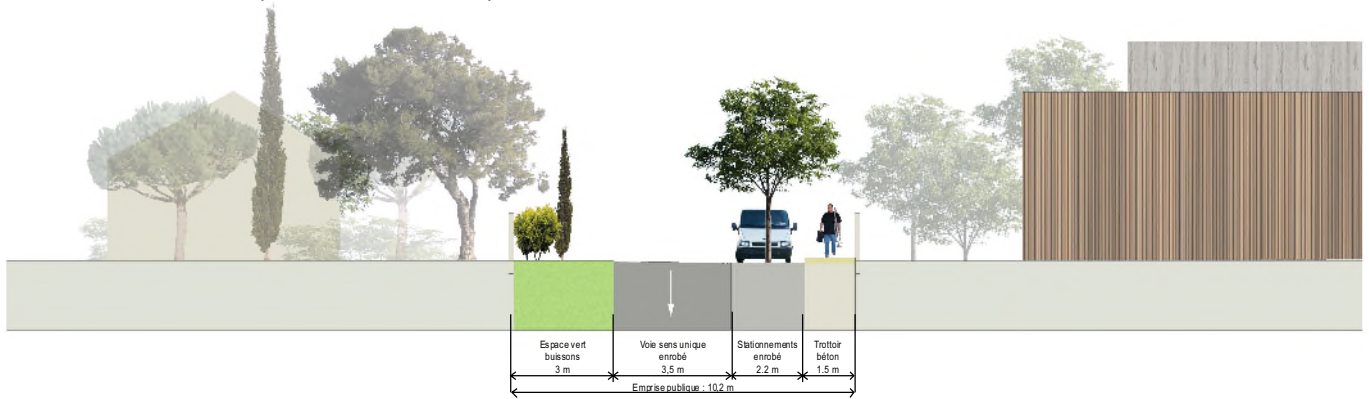 Espace vert
buissons
3 m
Voie sens unique
enrobé
3,5 m
Stationnements
enrobé
2.2 m
Trottoir
béton
1.5 m
Emprise publique : 10,2 m